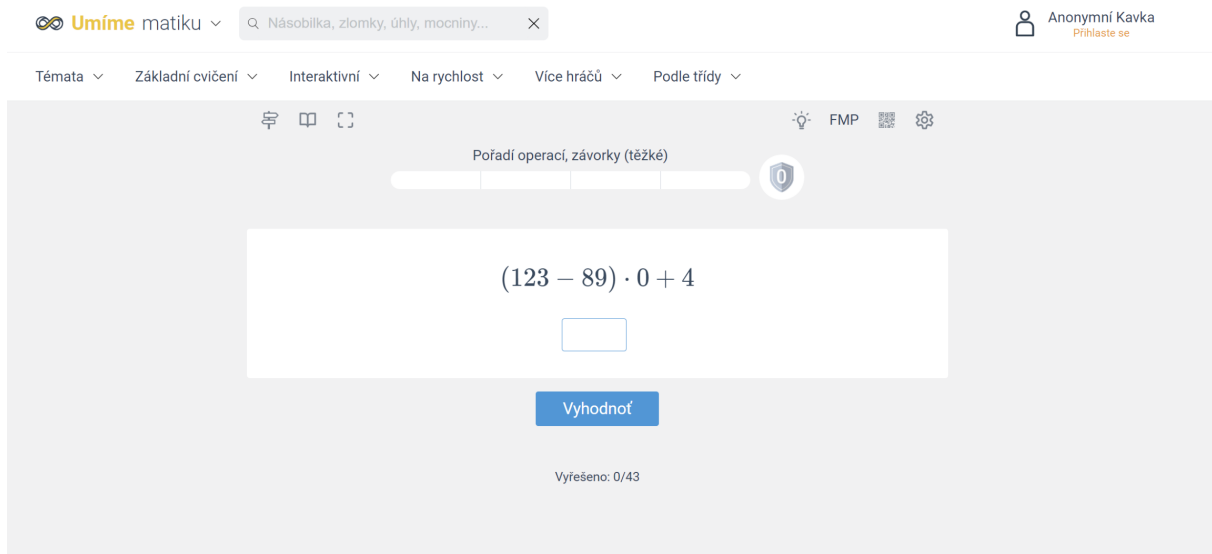 Umíme matiku
Násobilka, zlomky, úhly, mocniny...
Anonymní Kavka
Přihlaste se
Témata Základní cvičení Interaktivní Na rychlost Více hráčů Podle třídy
FMP
Pořadí operací, závorky (těžké)
0
(123 − 89) · 0 + 4
Vyhodnoť
Vyřešeno: 0/43